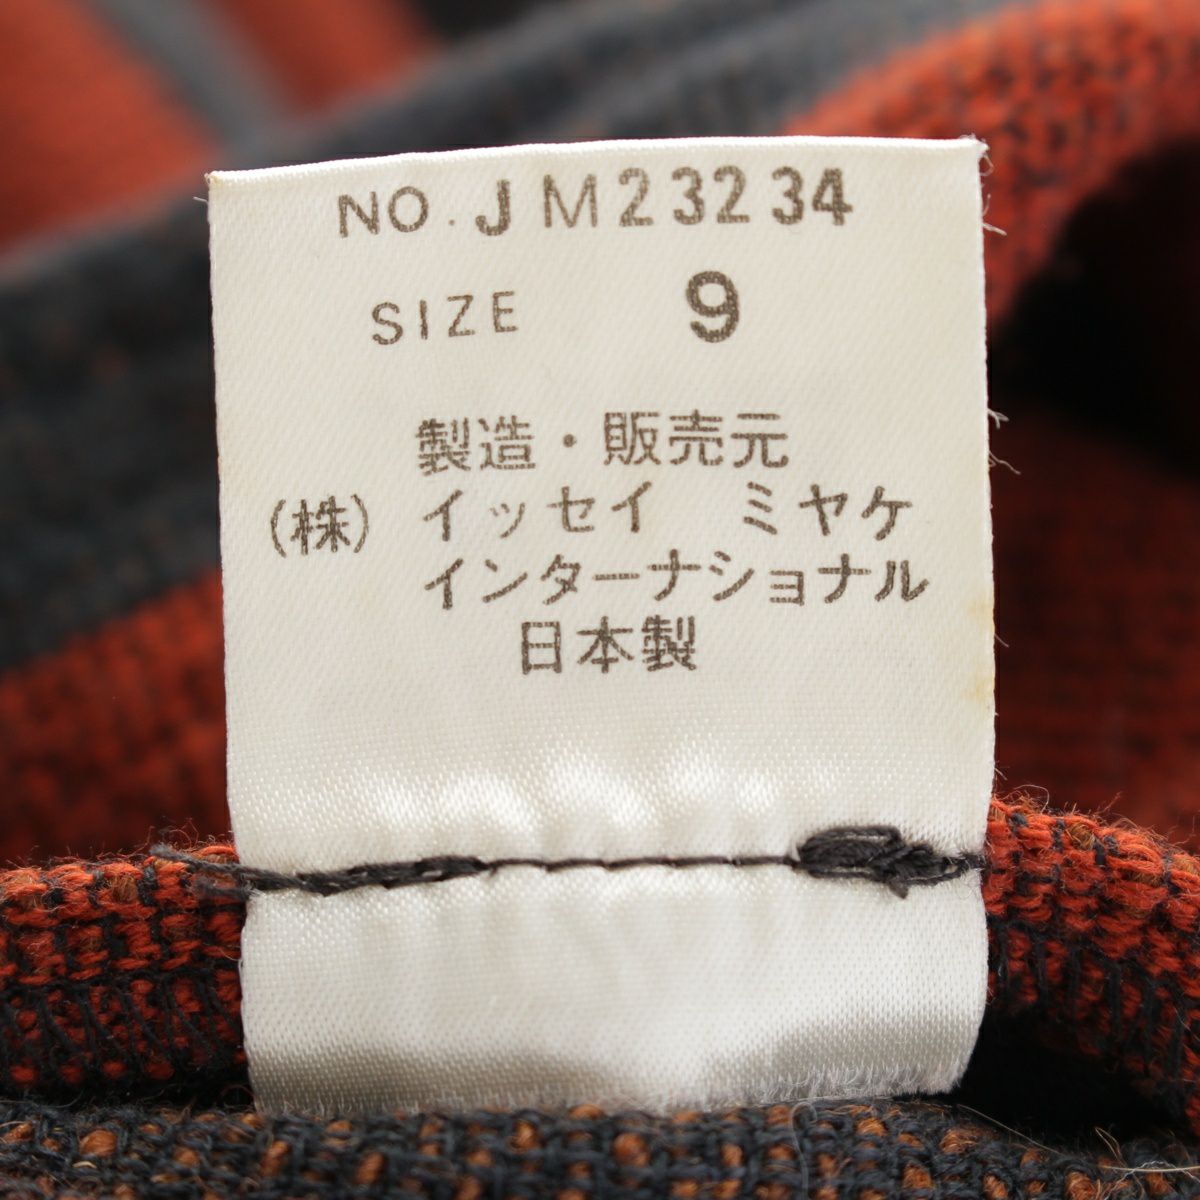 NO. JM23234
SIZE 9
製造・販売元
(株) イッセイ ミヤケ
インターナショナル
日本製